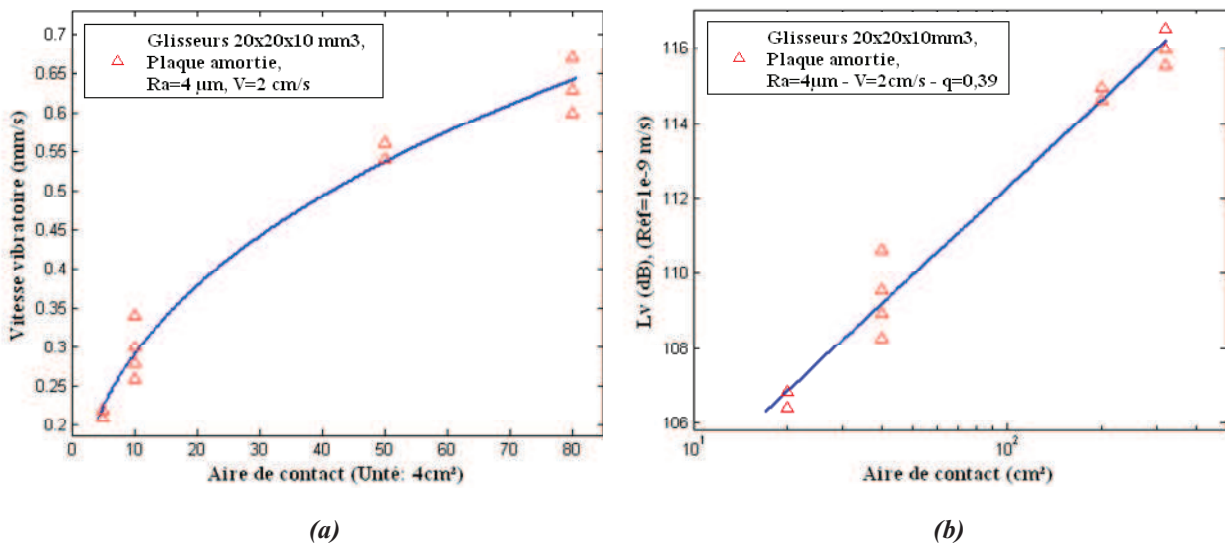 0.7
0.65
0.6
0.55
0.5
0.45
0.4
0.35
0.3
0.25
0.2
Vitesse vibratoire (mm/s)
Glisseurs 20x20x10 mm3,
Plaque amortie,
Ra=4 µm, V=2 cm/s
0 10 20 30 40 50 60 70 80
Aire de contact (Unté: 4cm²)
(a)
116
114
112
110
108
106
Lv (dB), (Réf=1e-9 m/s)
Glisseurs 20x20x10mm3,
Plaque amortie,
Ra=4µm - V=2cm/s - q=0,39
10¹ 10²
Aire de contact (cm²)
(b)